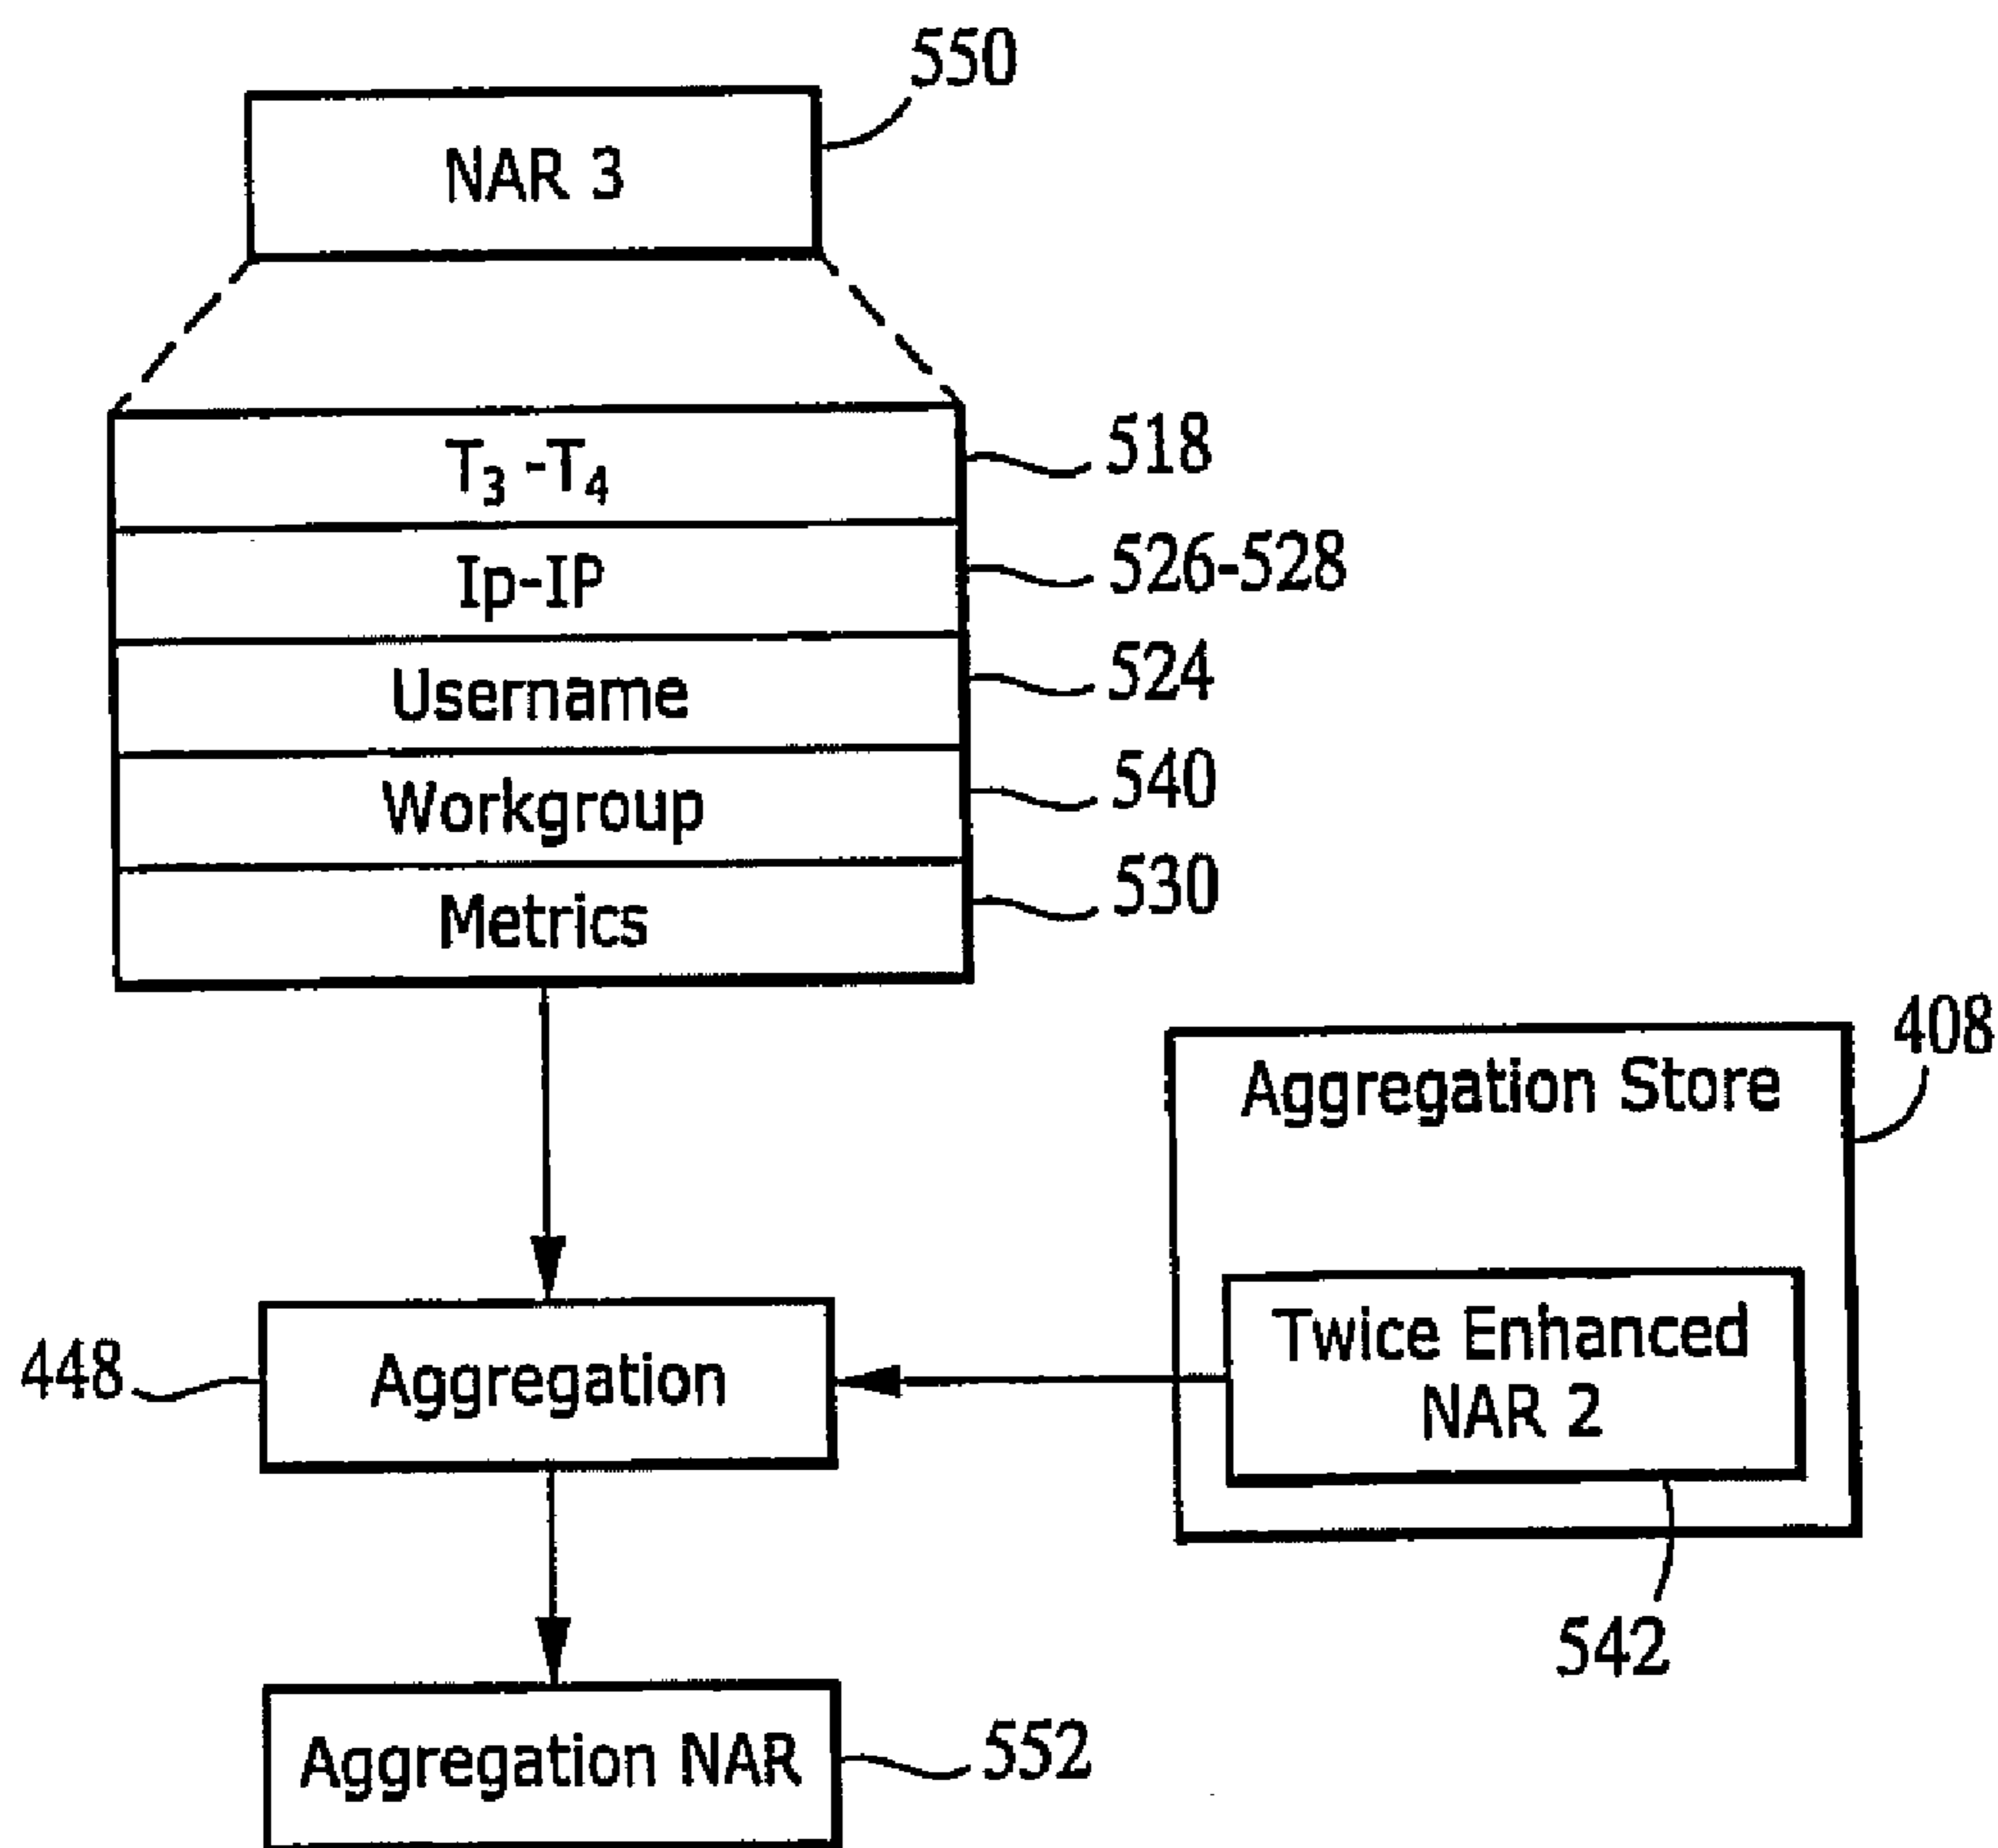 550
NAR 3
T₃ -T₄
518
Ip-IP
526-528
Username
524
Workgroup
540
Metrics
530
408
Aggregation Store
Twice Enhanced
NAR 2
448
Aggregation
542
Aggregation NAR
552